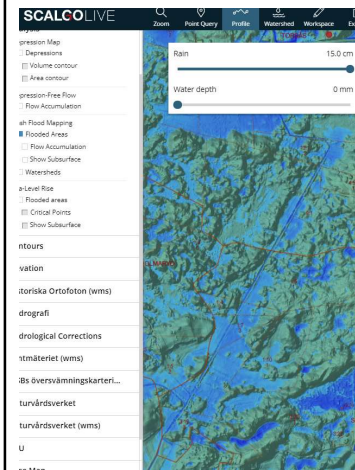 SCALGOLIVE
Zoom
Point Query
Profile
Watershed
Workspace
Rain 15.0 cm
Water depth 0 mm
pression Map
Depressions
Volume contour
Area contour
pression-Free Flow
Flow Accumulation
sh Flood Mapping
Flooded Areas
Flow Accumulation
Show Subsurface
Watersheds
a-Level Rise
Flooded areas
Critical Points
Show Subsurface
ntours
vation
storiska Ortofoton (wms)
drografi
drological Corrections
ntmäteriet (wms)
Bs översvämningskarteri...
turvårdsverket
turvårdsverket (wms)
U